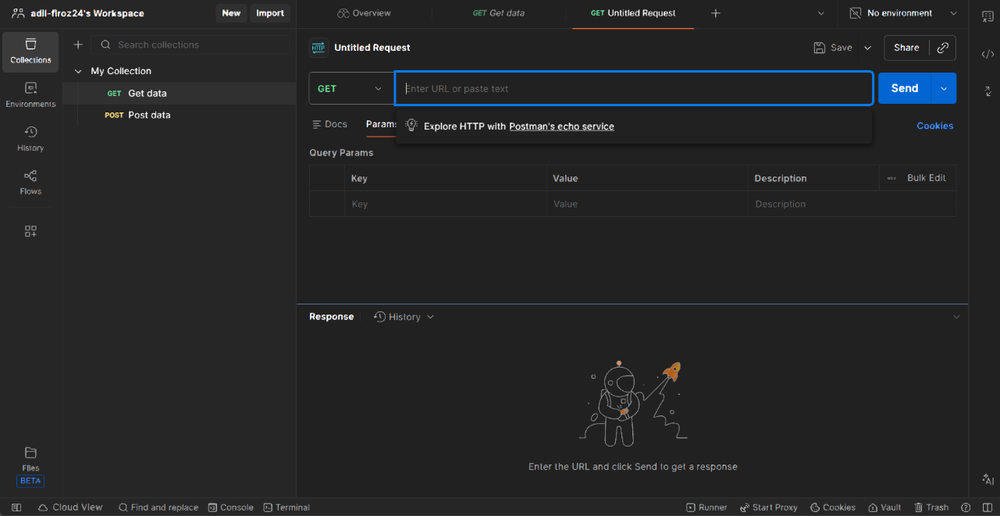 adil-firoz24's Workspace New Import Overview GET Get data GET Untitled Request No environment
Collections Search collections HTTP Untitled Request Save Share
My Collection
GET Get data GET Enter URL or paste text Send
Environments
POST Post data
Docs Params Explore HTTP with Postman's echo service Cookies
History
Query Params
Key Value Description Bulk Edit
Flows
Key Value Description
Response History
Enter the URL and click Send to get a response
Files
BETA
AI
Cloud View Find and replace Console Terminal Runner Start Proxy Cookies Vault Trash